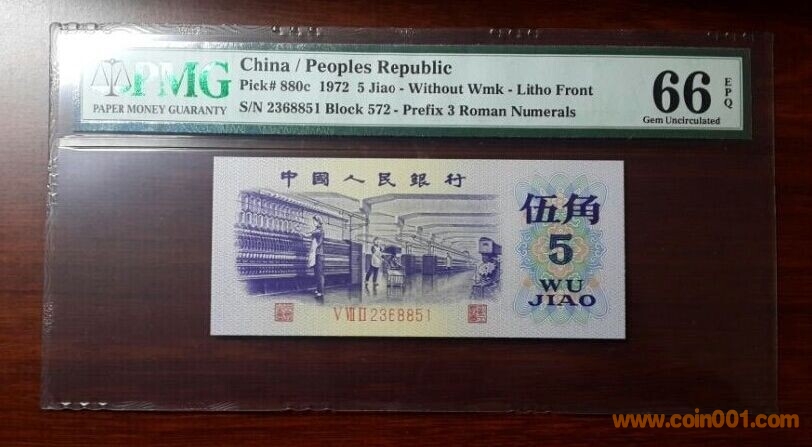 PMG
PAPER MONEY GUARANTY
China / Peoples Republic
Pick# 880c 1972 5 Jiao - Without Wmk - Litho Front
S/N 2368851 Block 572 - Prefix 3 Roman Numerals
66 EPQ
Gem Uncirculated
中國人民銀行
伍角
5
WU
JIAO
V VII II 2368851
www.coin001.com